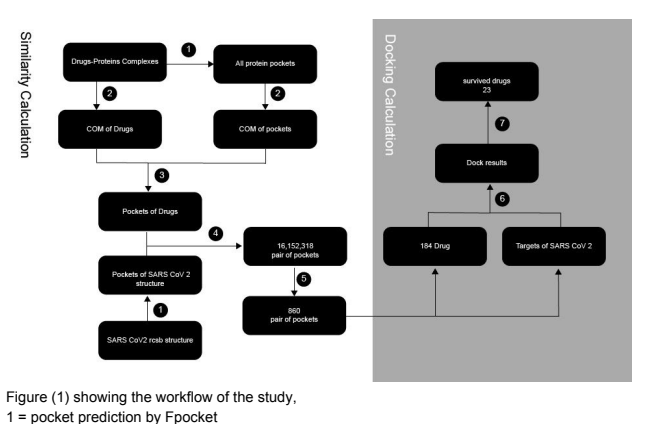 Similarity Calculation
Docking Calculation
Drugs-Proteins Complexes
1
All protein pockets
2
2
COM of Drugs
COM of pockets
3
Pockets of Drugs
4
16,152,318
pair of pockets
Pockets of SARS CoV 2
structure
5
1
860
pair of pockets
SARS CoV2 rcsb structure
survived drugs
23
7
Dock results
6
184 Drug
Targets of SARS CoV 2
Figure (1) showing the workflow of the study,
1 = pocket prediction by Fpocket